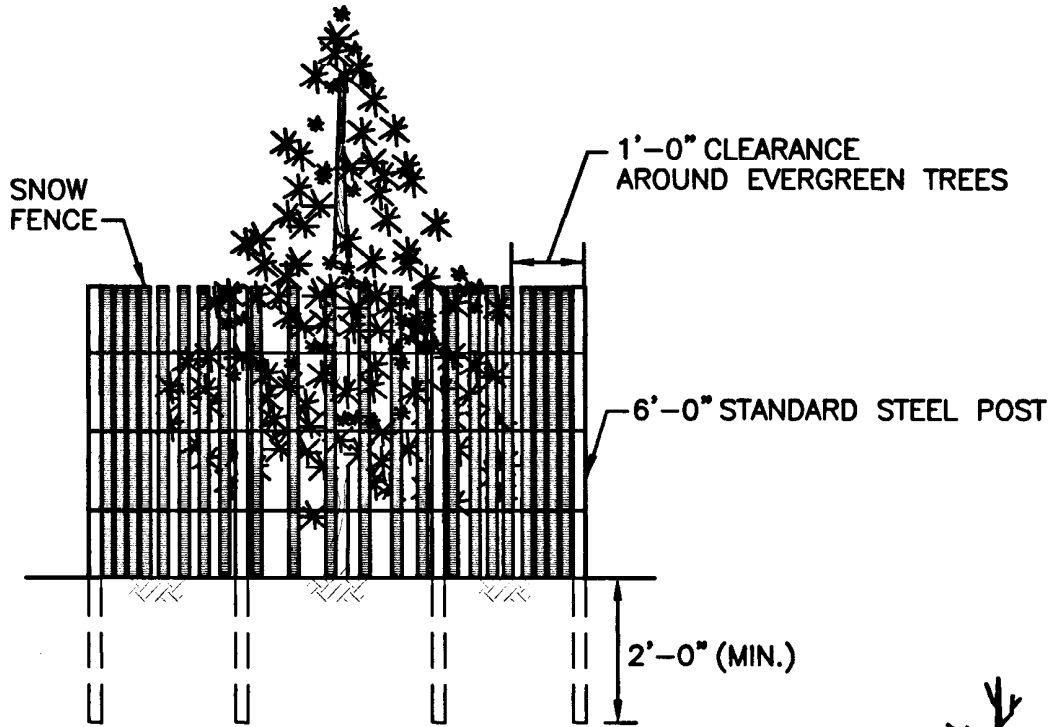 1'-0" CLEARANCE
AROUND EVERGREEN TREES
SNOW
FENCE
6'-0" STANDARD STEEL POST
2'-0" (MIN.)